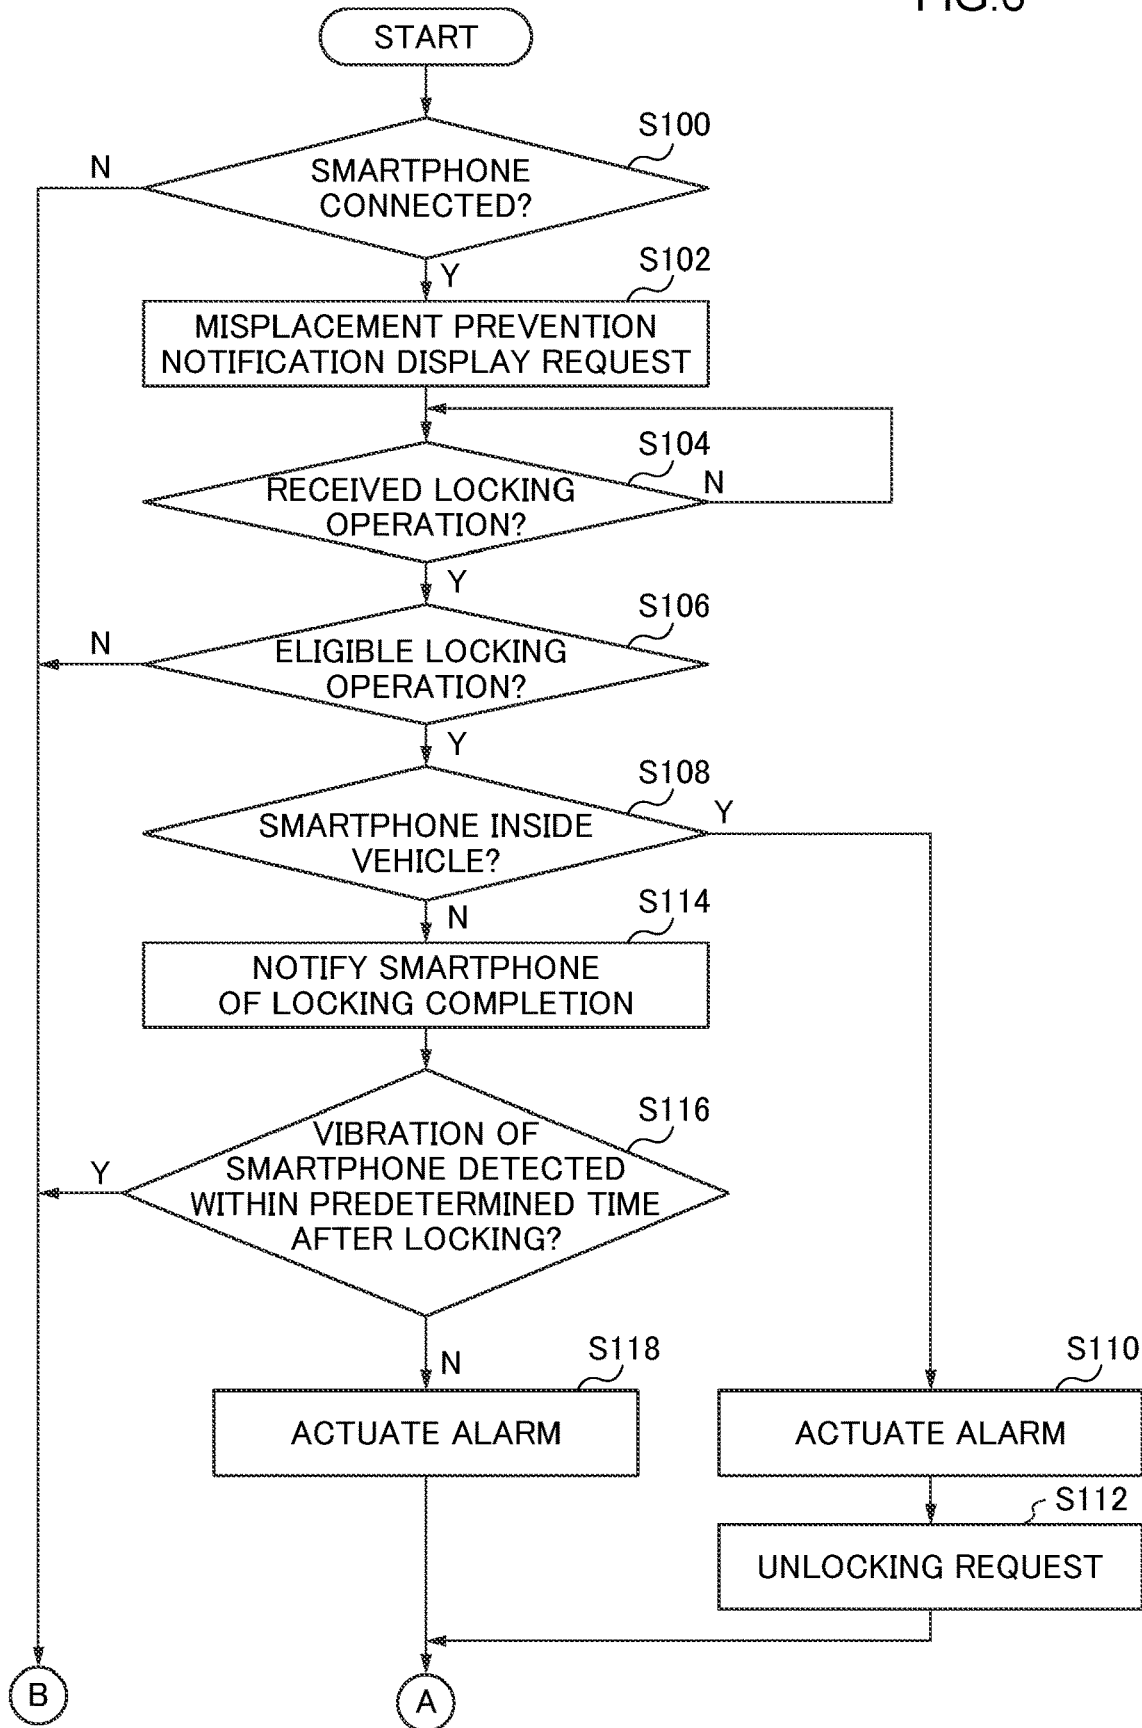 FIG.6
START
S100
N
SMARTPHONE
CONNECTED?
Y
S102
MISPLACEMENT PREVENTION
NOTIFICATION DISPLAY REQUEST
S104
N
RECEIVED LOCKING
OPERATION?
Y
S106
N
ELIGIBLE LOCKING
OPERATION?
Y
S108
Y
SMARTPHONE INSIDE
VEHICLE?
N
S114
NOTIFY SMARTPHONE
OF LOCKING COMPLETION
S116
VIBRATION OF
Y
SMARTPHONE DETECTED
WITHIN PREDETERMINED TIME
AFTER LOCKING?
N
S118
S110
ACTUATE ALARM
ACTUATE ALARM
S112
UNLOCKING REQUEST
B
A